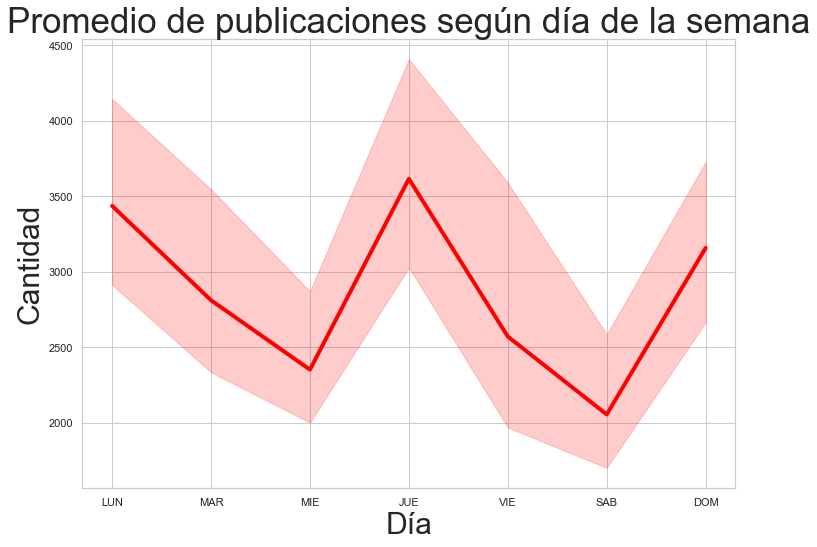 Promedio de publicaciones según día de la semana
4500
4000
3500
3000
2500
2000
Cantidad
LUN MAR MIE JUE VIE SAB DOM
Día